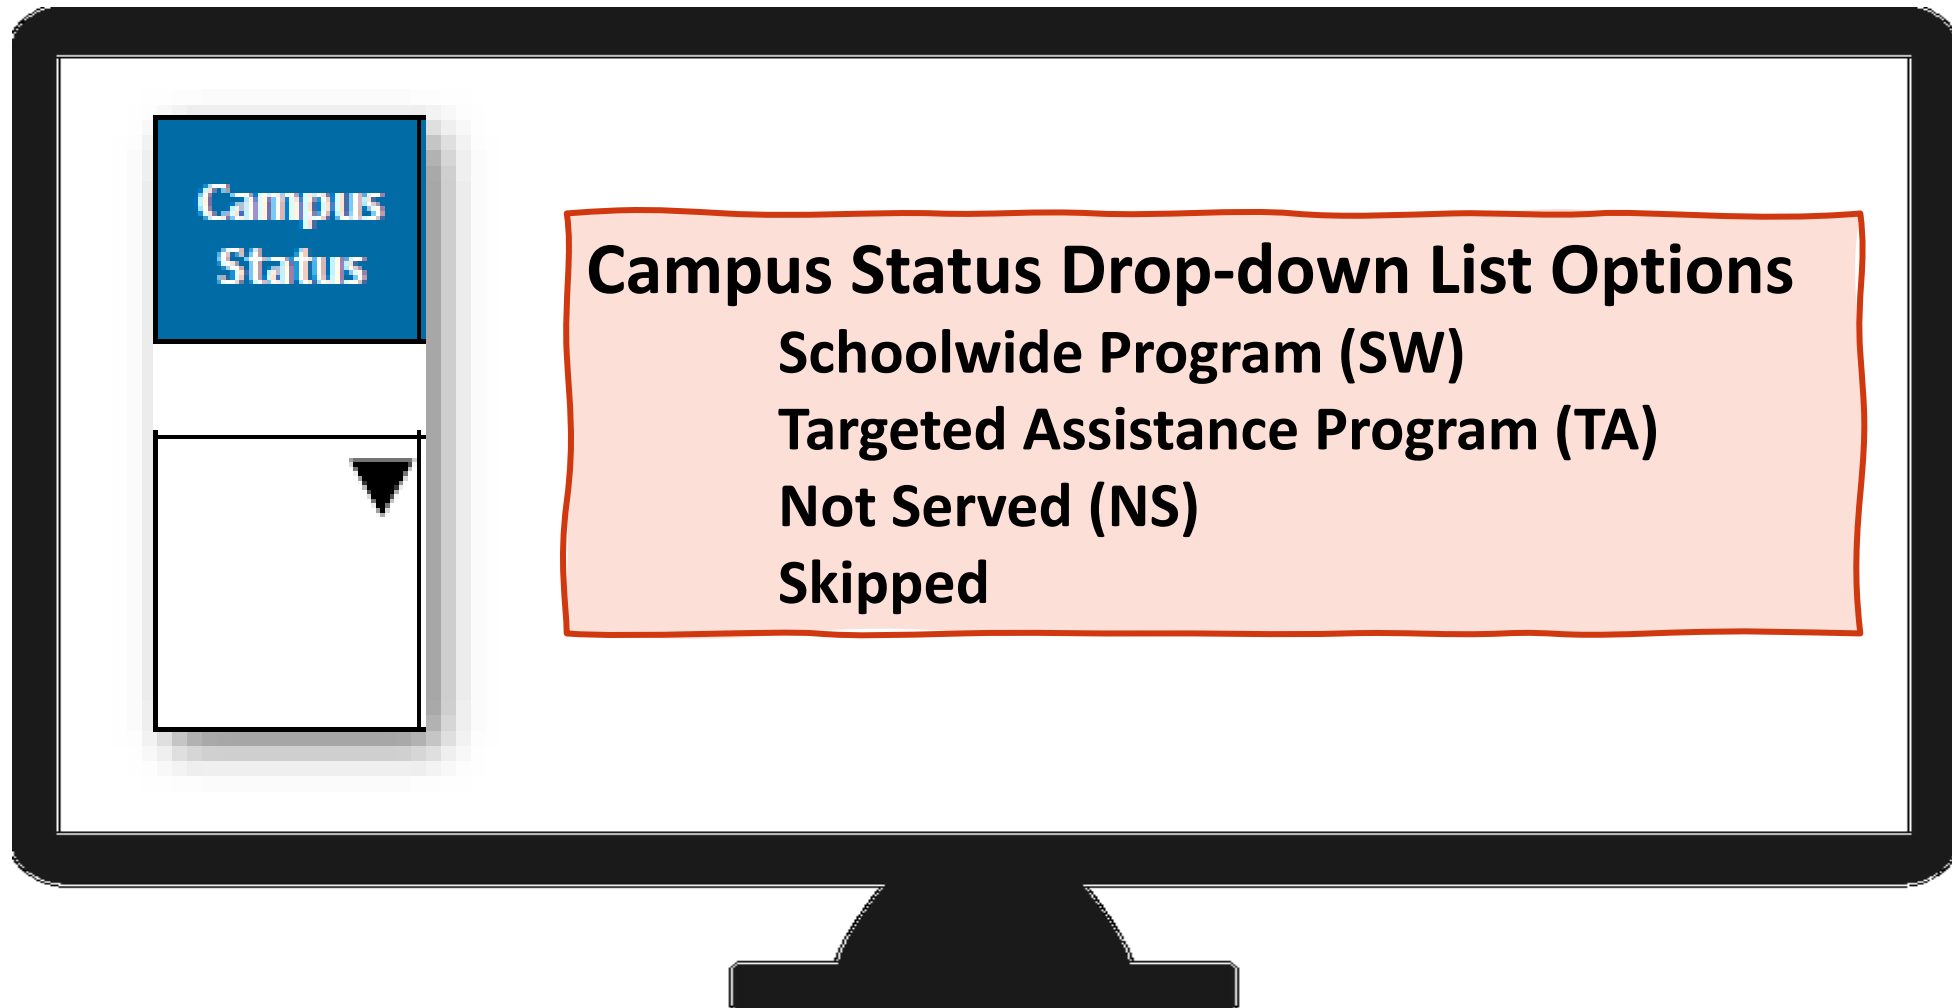 Campus
Status
Campus Status Drop-down List Options
Schoolwide Program (SW)
Targeted Assistance Program (TA)
Not Served (NS)
Skipped